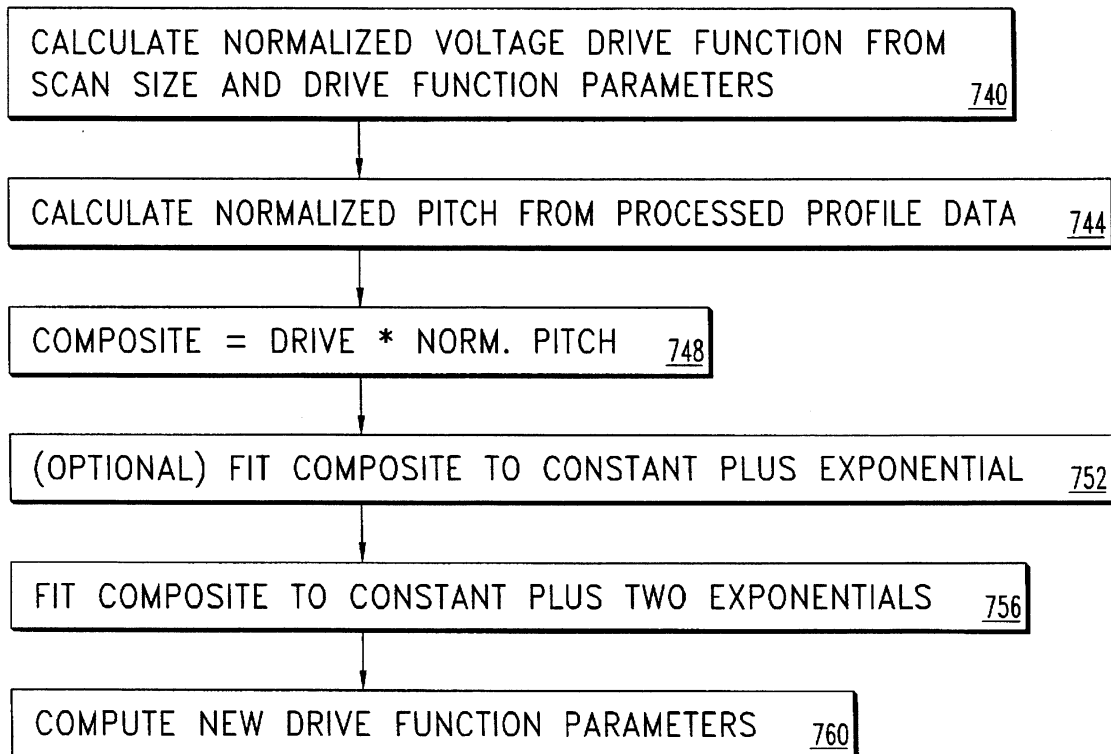 CALCULATE NORMALIZED VOLTAGE DRIVE FUNCTION FROM
SCAN SIZE AND DRIVE FUNCTION PARAMETERS 740
CALCULATE NORMALIZED PITCH FROM PROCESSED PROFILE DATA 744
COMPOSITE = DRIVE * NORM. PITCH 748
(OPTIONAL) FIT COMPOSITE TO CONSTANT PLUS EXPONENTIAL 752
FIT COMPOSITE TO CONSTANT PLUS TWO EXPONENTIALS 756
COMPUTE NEW DRIVE FUNCTION PARAMETERS 760